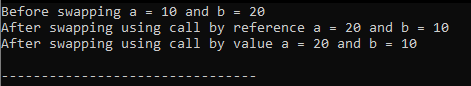 Before swapping a = 10 and b = 20
After swapping using call by reference a = 20 and b = 10
After swapping using call by value a = 20 and b = 10

--------------------------------